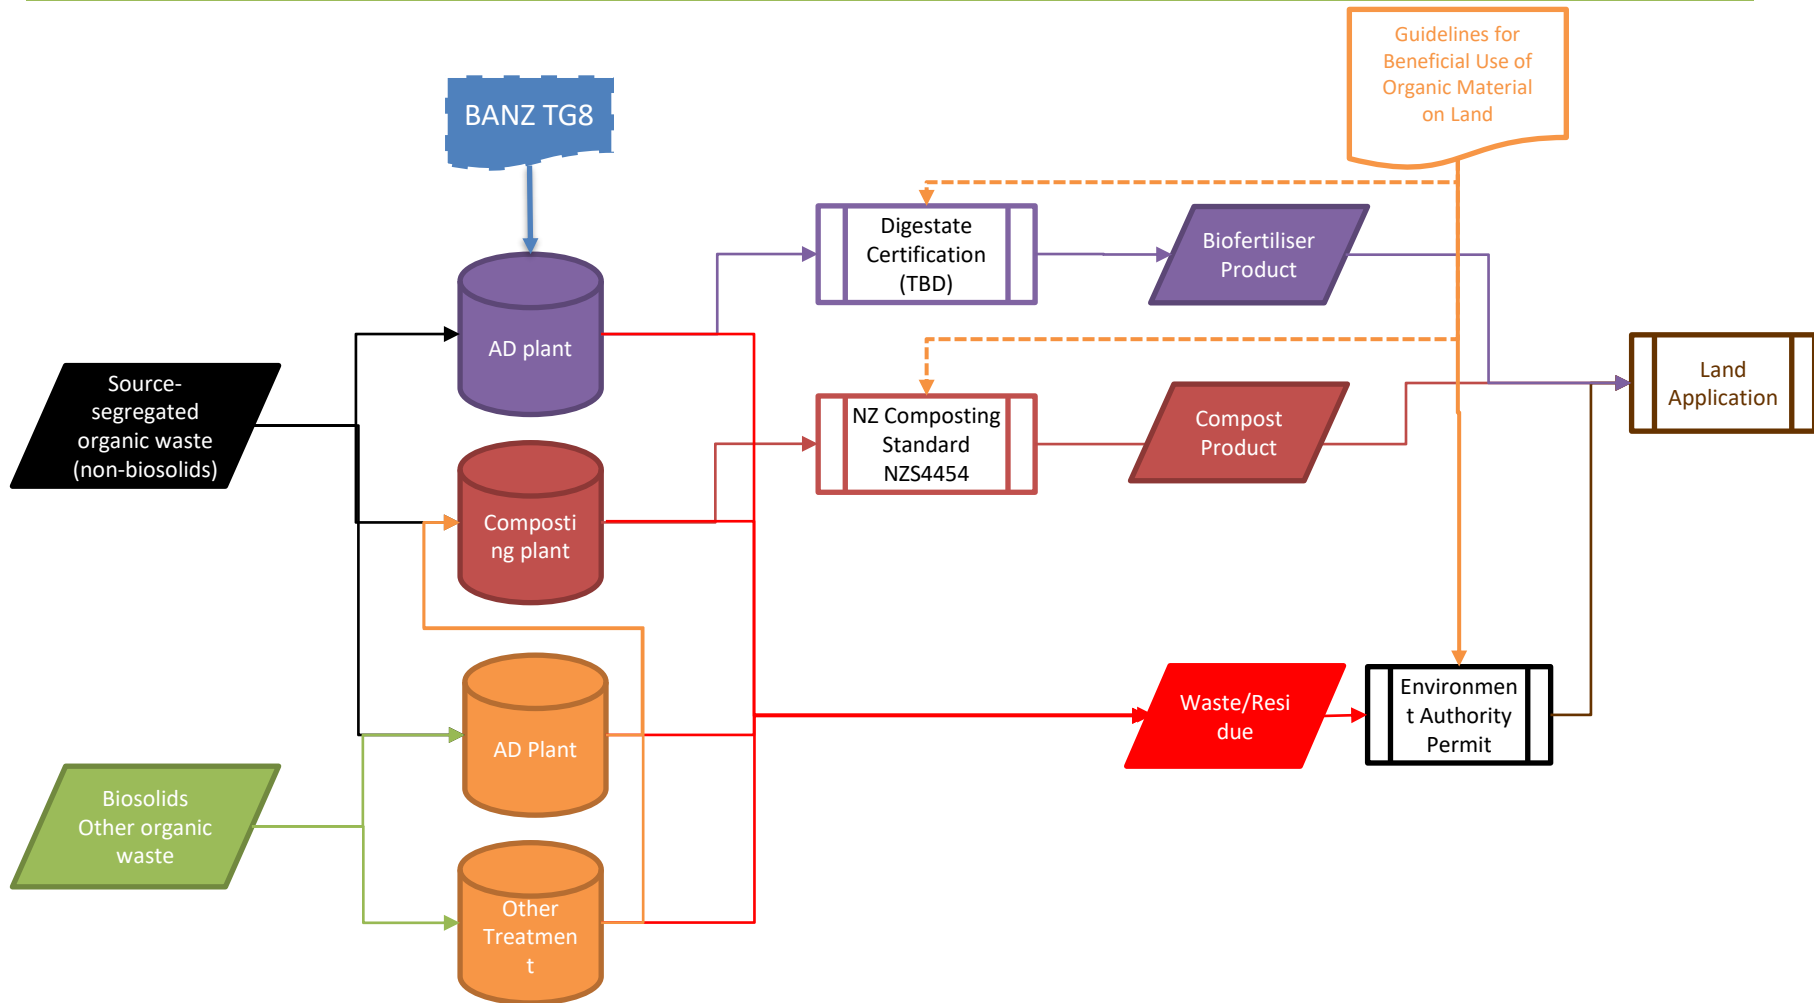 Guidelines for
Beneficial Use of
Organic Material
on Land
BANZ TG8
Digestate
Certification
(TBD)
Biofertiliser
Product
AD plant
Source-
segregated
organic waste
(non-biosolids)
NZ Composting
Standard
NZS4454
Compost
Product
Land
Application
Composti
ng plant
AD Plant
Waste/Resi
due
Environmen
t Authority
Permit
Biosolids
Other organic
waste
Other
Treatmen
t